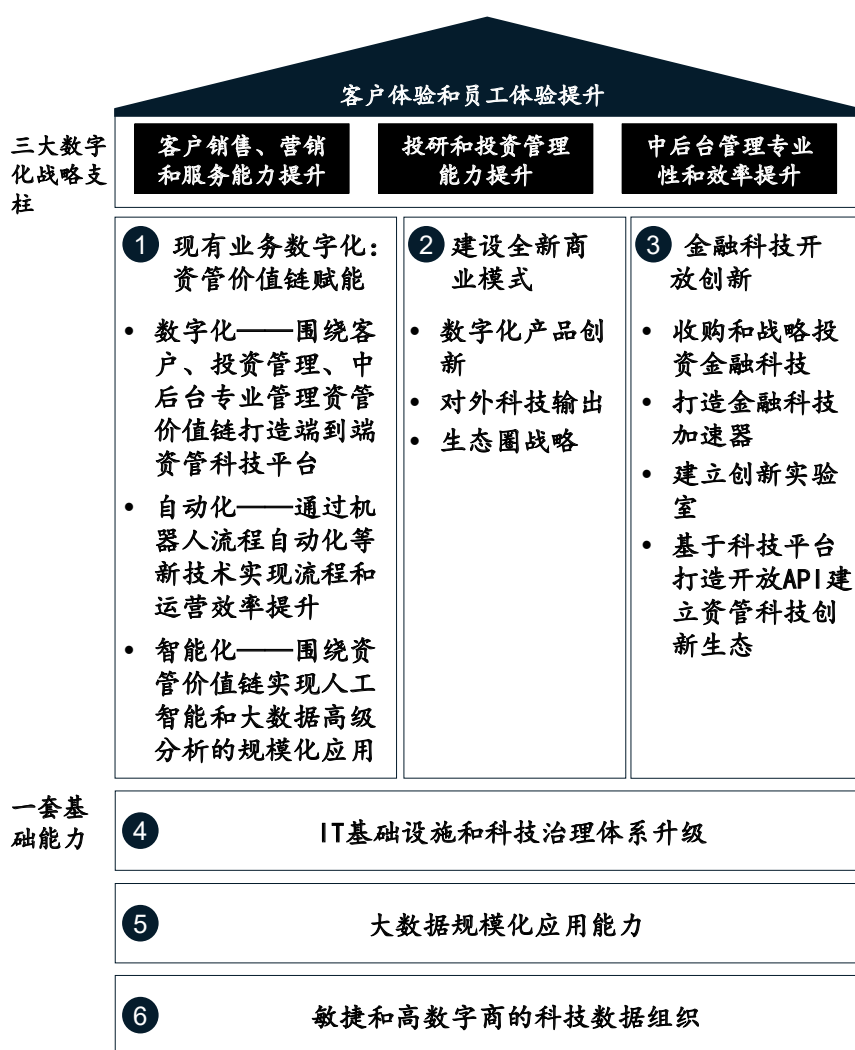 客户体验和员工体验提升
三大数字
化战略支
柱
客户销售、营销
和服务能力提升
投研和投资管理
能力提升
中后台管理专业
性和效率提升
1 现有业务数字化：
资管价值链赋能
• 数字化——围绕客
户、投资管理、中
后台专业管理资管
价值链打造端到端
资管科技平台
• 自动化——通过机
器人流程自动化等
新技术实现流程和
运营效率提升
• 智能化——围绕资
管价值链实现人工
智能和大数据高级
分析的规模化应用
2 建设全新商
业模式
• 数字化产品创
新
• 对外科技输出
• 生态圈战略
3 金融科技开
放创新
• 收购和战略投
资金融科技
• 打造金融科技
加速器
• 建立创新实验
室
• 基于科技平台
打造开放API建
立资管科技创
新生态
一套基
础能力
4 IT基础设施和科技治理体系升级
5 大数据规模化应用能力
6 敏捷和高数字商的科技数据组织